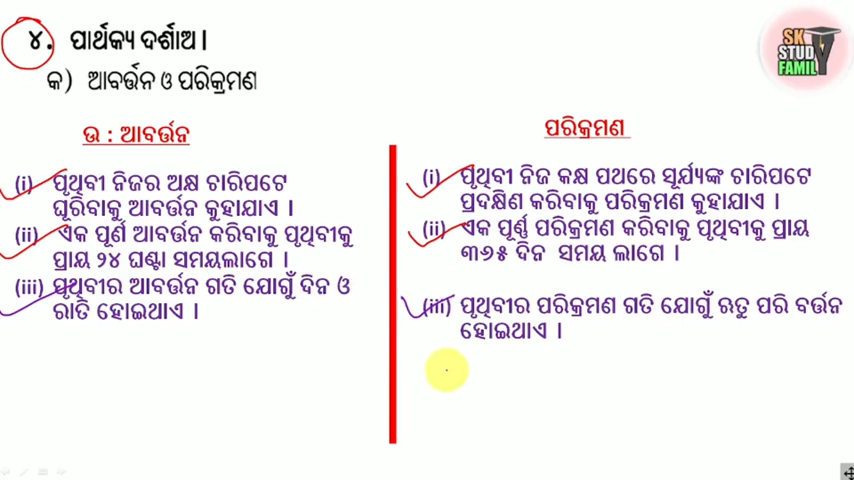 ୪. ପାର୍ଥକ୍ୟ ଦର୍ଶାଅ।
କ) ଆବର୍ତ୍ତନ ଓ ପରିକ୍ରମଣ
ଉ : ଆବର୍ତ୍ତନ
(i) ପୃଥିବୀ ନିଜର ଅକ୍ଷ ଚାରିପଟେ
ଘୂରିବାକୁ ଆବର୍ତ୍ତନ କୁହାଯାଏ ।
(ii) ଏକ ପୂର୍ଣ ଆବର୍ତ୍ତନ କରିବାକୁ ପୃଥିବୀକୁ
ପ୍ରାୟ ୨୪ ଘଣ୍ଟା ସମୟଲାଗେ ।
(iii) ପୃଥିବୀର ଆବର୍ତ୍ତନ ଗତି ଯୋଗୁଁ ଦିନ ଓ
ରାତି ହୋଇଥାଏ ।
ପରିକ୍ରମଣ
(i) ପୃଥିବୀ ନିଜ କକ୍ଷ ପଥରେ ସୂର୍ଯ୍ୟଙ୍କ ଚାରିପଟେ
ପ୍ରଦକ୍ଷିଣ କରିବାକୁ ପରିକ୍ରମଣ କୁହାଯାଏ ।
(ii) ଏକ ପୂର୍ଣ୍ଣ ପରିକ୍ରମଣ କରିବାକୁ ପୃଥିବୀକୁ ପ୍ରାୟ
୩୬୫ ଦିନ ସମୟ ଲାଗେ ।
(iii) ପୃଥିବୀର ପରିକ୍ରମଣ ଗତି ଯୋଗୁଁ ଋତୁ ପରି ବର୍ତ୍ତନ
ହୋଇଥାଏ ।
SK
STUDY
FAMILY